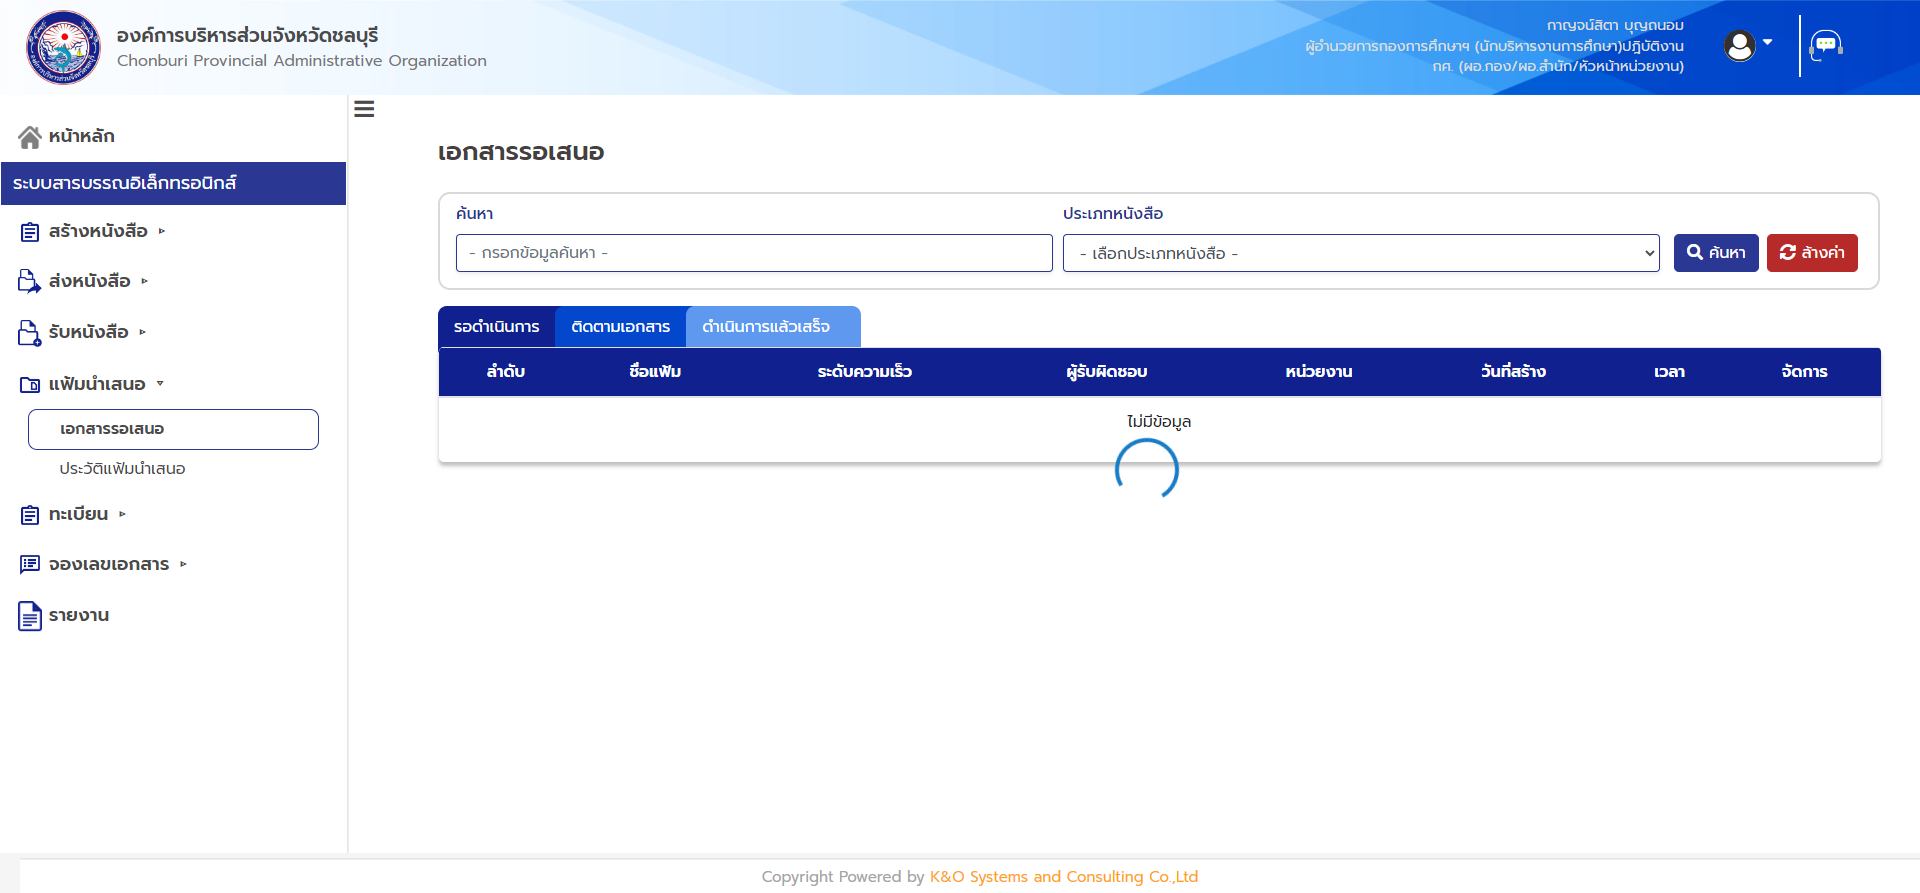 องค์การบริหารส่วนจังหวัดชลบุรี
Chonburi Provincial Administrative Organization
กาญจน์สิตา บุญถนอม
ผู้อำนวยการกองการศึกษาฯ (นักบริหารงานการศึกษา)ปฏิบัติงาน
กศ. (ผอ.กอง/ผอ.สำนัก/หัวหน้าหน่วยงาน)
หน้าหลัก
ระบบสารบรรณอิเล็กทรอนิกส์
สร้างหนังสือ
ส่งหนังสือ
รับหนังสือ
แฟ้มนำเสนอ
เอกสารรอเสนอ
ประวัติแฟ้มนำเสนอ
ทะเบียน
จองเลขเอกสาร
รายงาน
เอกสารรอเสนอ
ค้นหา ประเภทหนังสือ
- กรอกข้อมูลค้นหา - - เลือกประเภทหนังสือ - ค้นหา ล้างค่า
รอดำเนินการ ติดตามเอกสาร ดำเนินการแล้วเสร็จ
ลำดับ ชื่อแฟ้ม ระดับความเร็ว ผู้รับผิดชอบ หน่วยงาน วันที่สร้าง เวลา จัดการ
ไม่มีข้อมูล
Copyright Powered by K&O Systems and Consulting Co.,Ltd